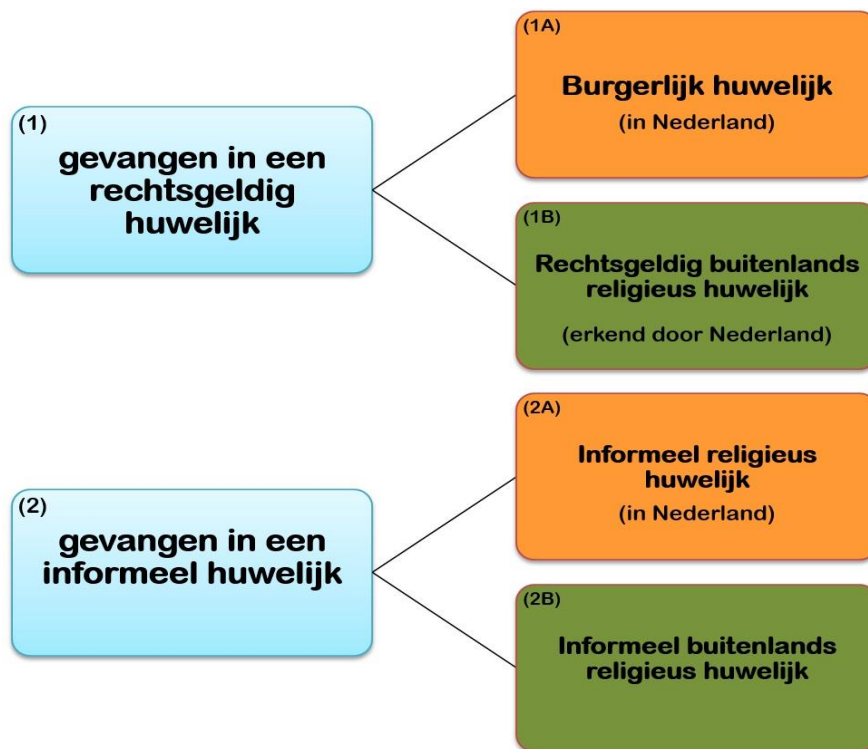 (1)
gevangen in een
rechtsgeldig
huwelijk
(1A)
Burgerlijk huwelijk
(in Nederland)
(1B)
Rechtsgeldig buitenlands
religieus huwelijk
(erkend door Nederland)
(2)
gevangen in een
informeel huwelijk
(2A)
Informeel religieus
huwelijk
(in Nederland)
(2B)
Informeel buitenlands
religieus huwelijk